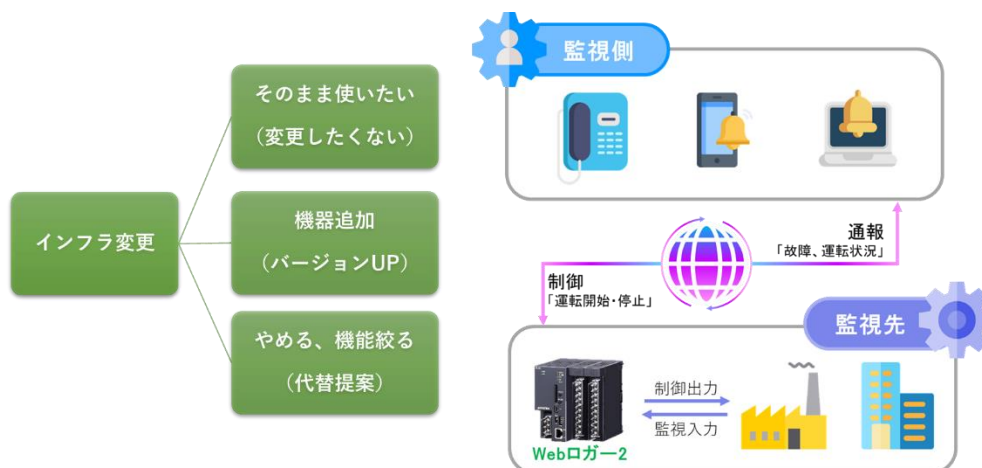 インフラ変更
そのまま使いたい
（変更したくない）
機器追加
（バージョンUP）
やめる、機能絞る
（代替提案）
監視側
通報
「故障、運転状況」
制御
「運転開始・停止」
監視先
制御出力
監視入力
Webロガー2